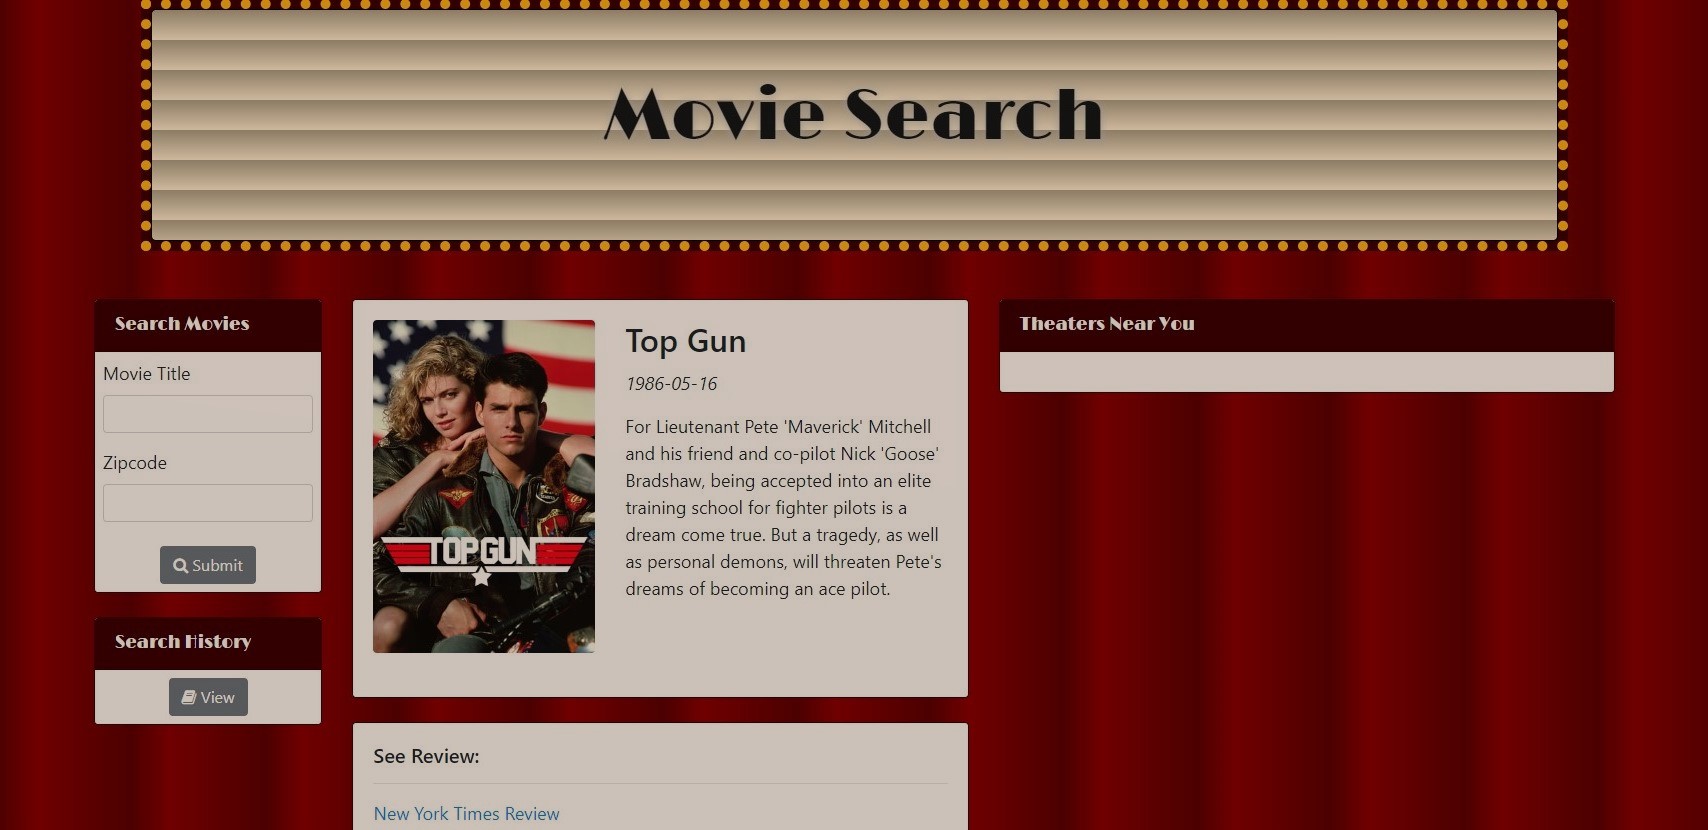 Movie Search
Search Movies
Movie Title
Zipcode
Submit
Search History
View
TOP GUN
Top Gun
1986-05-16
For Lieutenant Pete 'Maverick' Mitchell
and his friend and co-pilot Nick 'Goose'
Bradshaw, being accepted into an elite
training school for fighter pilots is a
dream come true. But a tragedy, as well
as personal demons, will threaten Pete's
dreams of becoming an ace pilot.
See Review:
New York Times Review
Theaters Near You